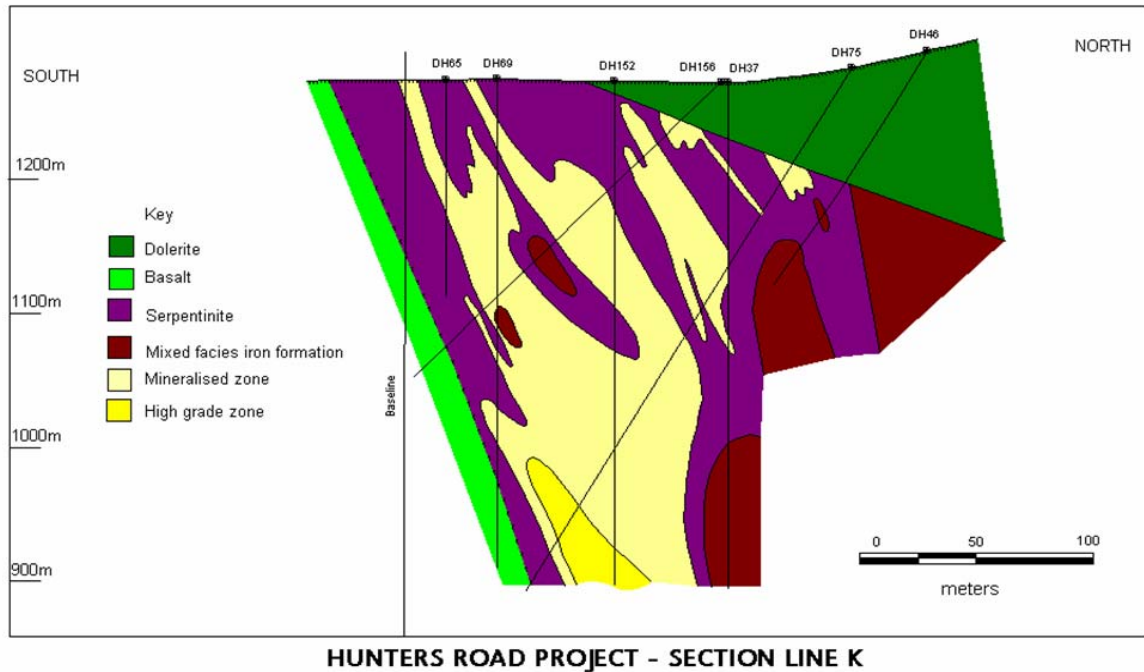 DH46
DH75
NORTH
SOUTH
DH65
DH69
DH152
DH156
DH37
1200m
Key
Dolerite
Basalt
1100m
Serpentinite
Mixed facies iron formation
Mineralised zone
High grade zone
Baseline
1000m
0 50 100
900m
meters
HUNTERS ROAD PROJECT - SECTION LINE K